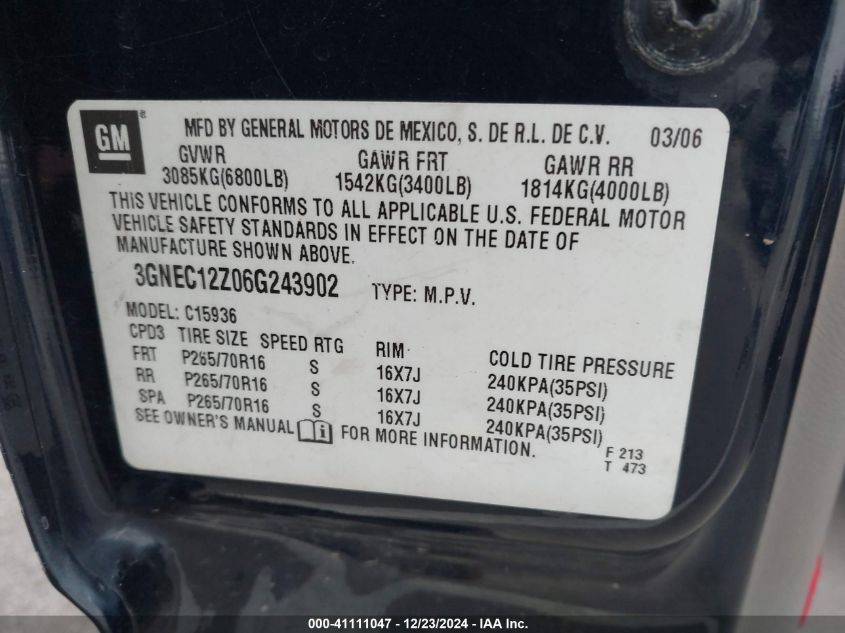 GM® MFD BY GENERAL MOTORS DE MEXICO, S. DE R.L. DE C.V. 03/06
GVWR GAWR FRT GAWR RR
3085KG(6800LB) 1542KG(3400LB) 1814KG(4000LB)
THIS VEHICLE CONFORMS TO ALL APPLICABLE U.S. FEDERAL MOTOR
VEHICLE SAFETY STANDARDS IN EFFECT ON THE DATE OF
MANUFACTURE SHOWN ABOVE.
3GNEC12Z06G243902 TYPE: M.P.V.
MODEL: C15936
CPD3 TIRE SIZE SPEED RTG RIM COLD TIRE PRESSURE
FRT P265/70R16 S 16X7J 240KPA(35PSI)
RR P265/70R16 S 16X7J 240KPA(35PSI)
SPA P265/70R16 S 16X7J 240KPA(35PSI)
SEE OWNER'S MANUAL i FOR MORE INFORMATION.
F 213
T 473
000-41111047 - 12/23/2024 - IAA Inc.